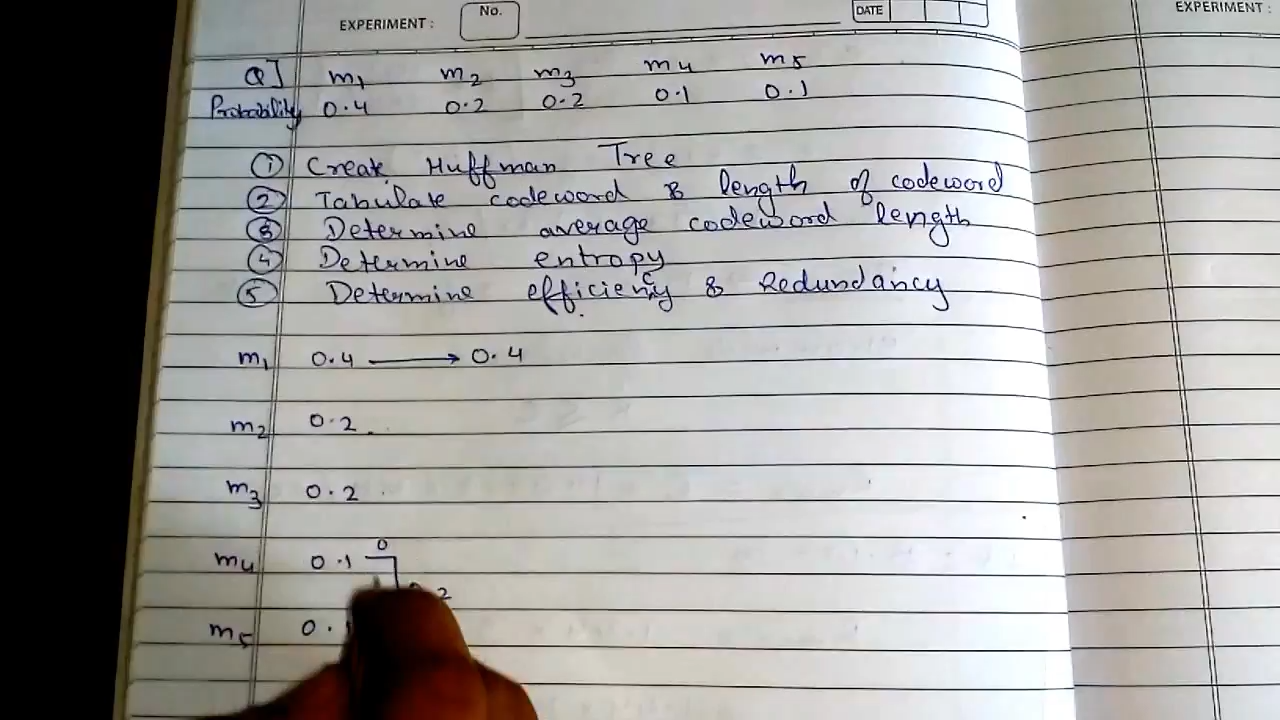 EXPERIMENT : No. DATE
EXPERIMENT :
Q] m1 m2 m3 m4 m5
Probability 0.4 0.2 0.2 0.1 0.1
① Create Huffman Tree
② Tabulate codeword & length of codeword
③ Determine average codeword length
④ Determine entropy
⑤ Determine efficiency & Redundancy
m1 0.4 → 0.4
m2 0.2
m3 0.2
m4 0.1 0
m5